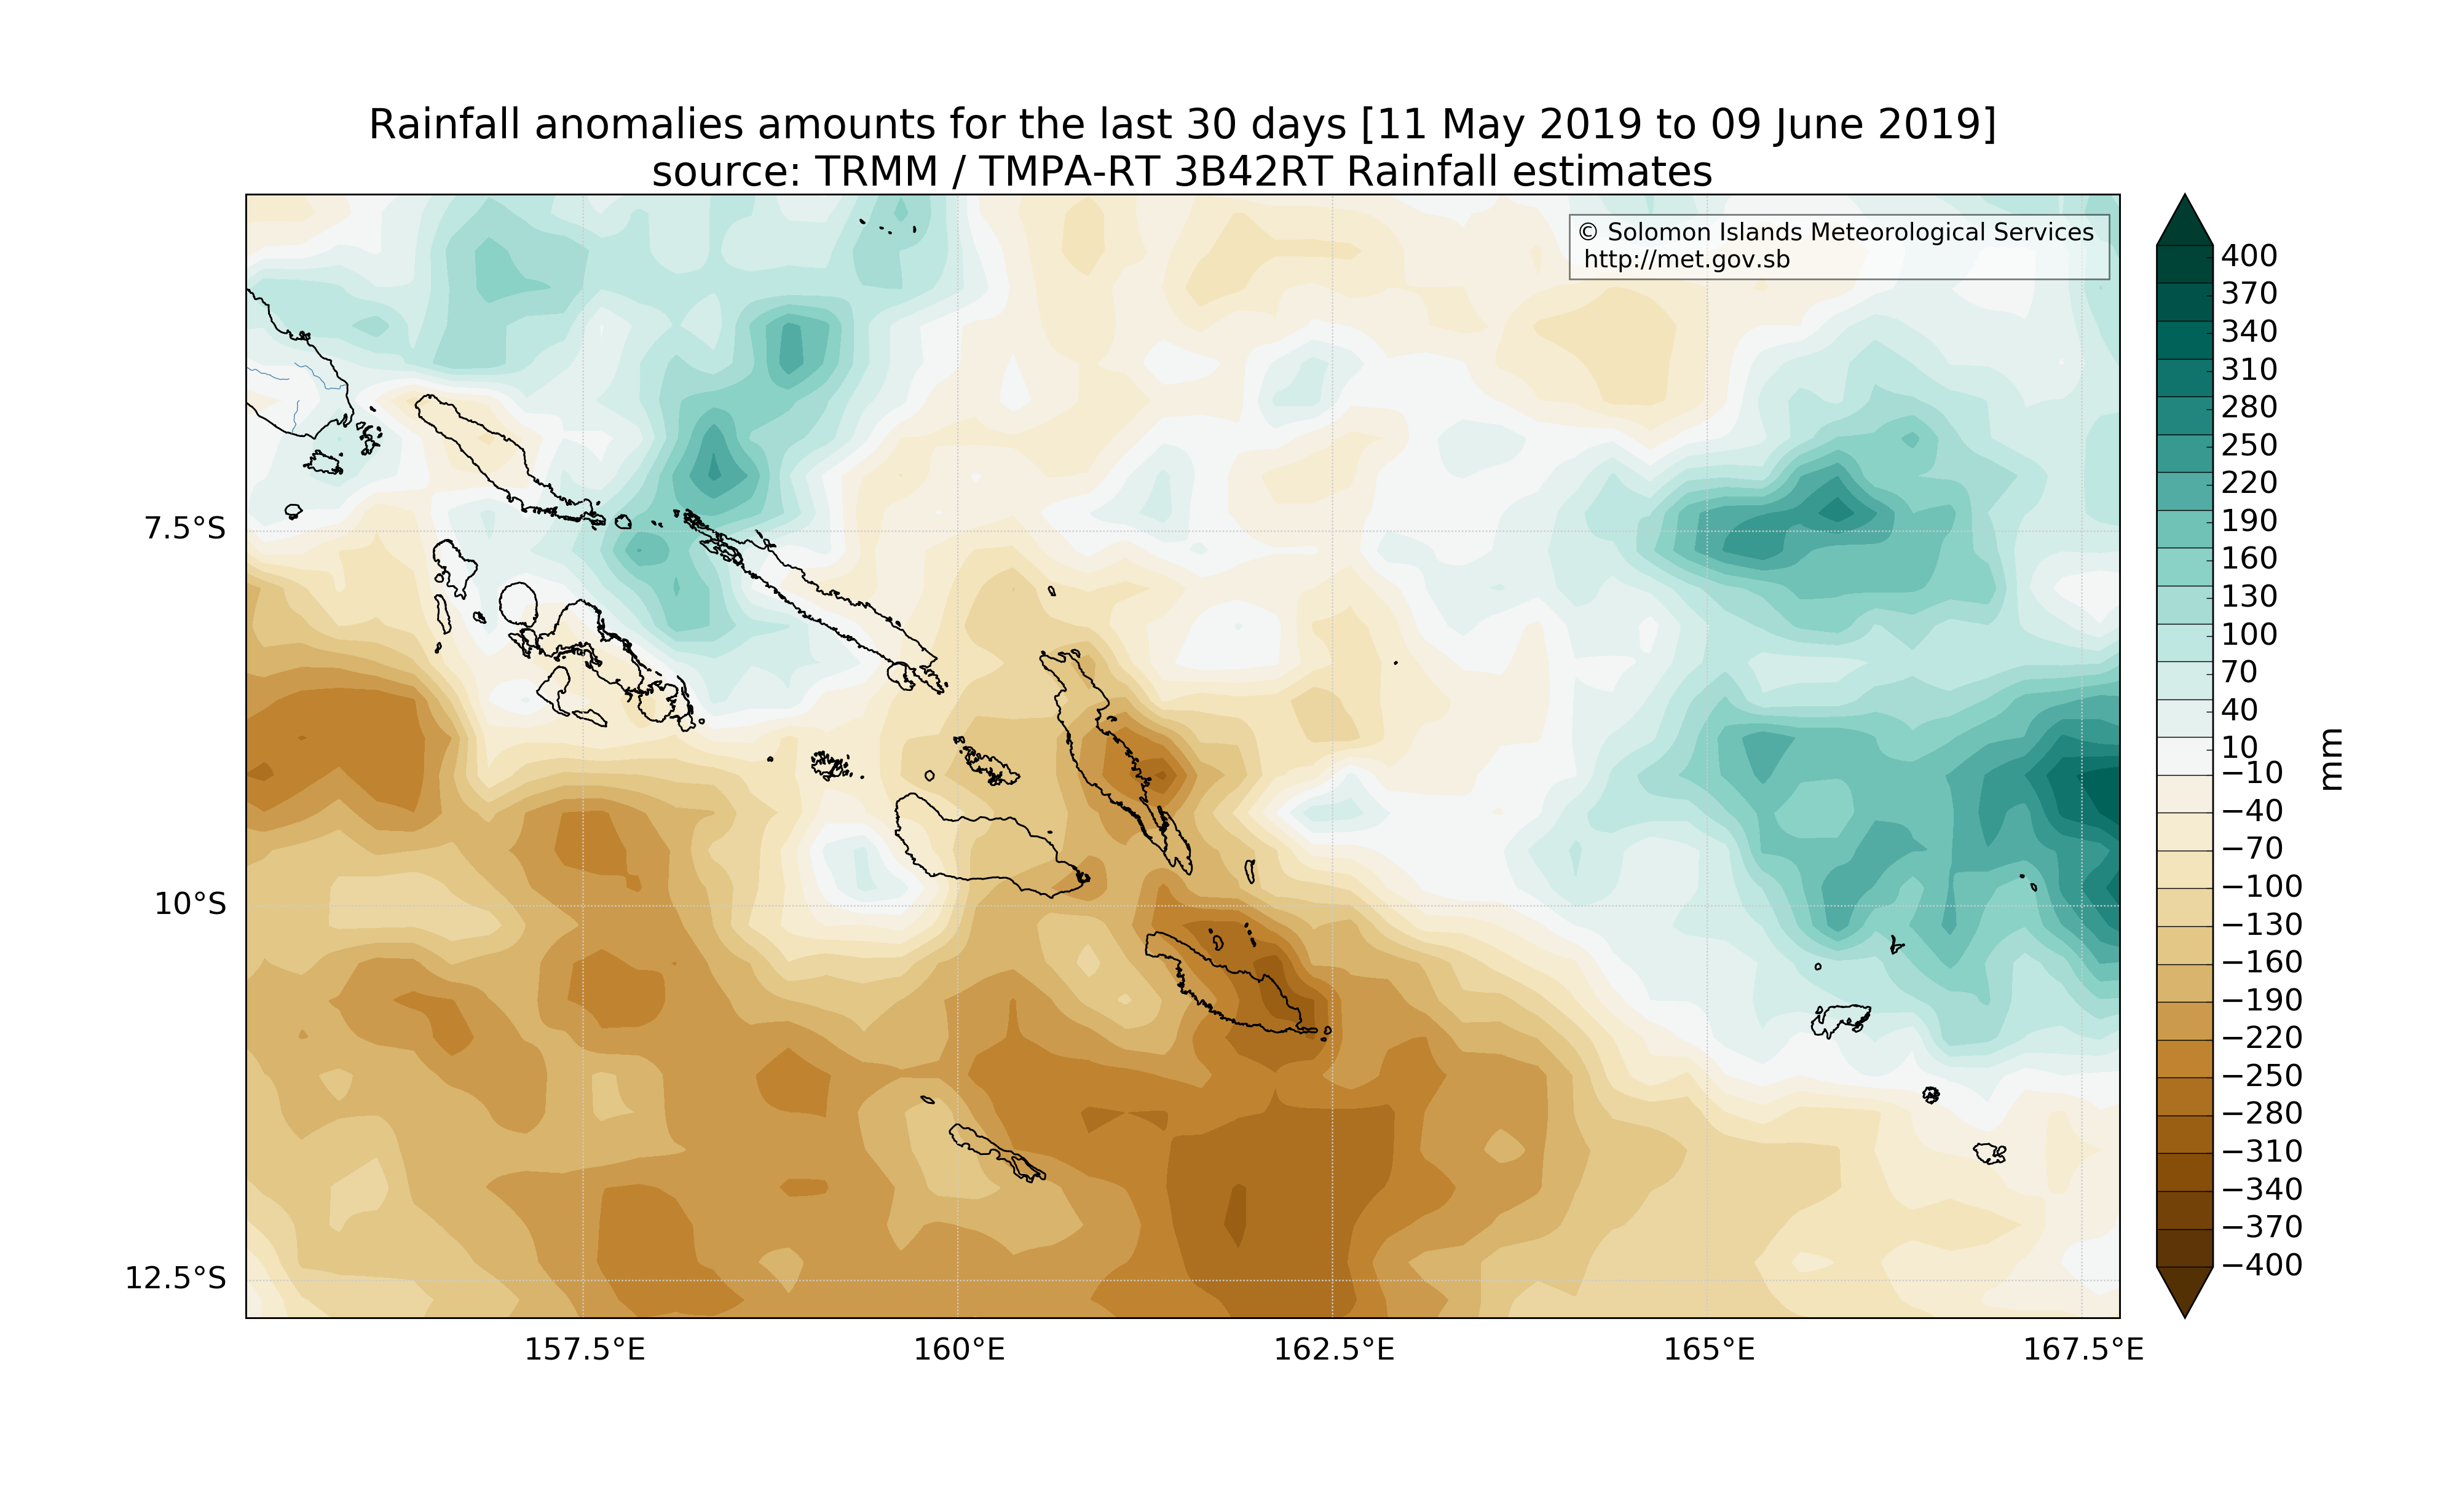 Rainfall anomalies amounts for the last 30 days [11 May 2019 to 09 June 2019]
source: TRMM / TMPA-RT 3B42RT Rainfall estimates
© Solomon Islands Meteorological Services
http://met.gov.sb
7.5°S
10°S
12.5°S
157.5°E
160°E
162.5°E
165°E
167.5°E
400
370
340
310
280
250
220
190
160
130
100
70
40
10
−10
−40
−70
−100
−130
−160
−190
−220
−250
−280
−310
−340
−370
−400
mm